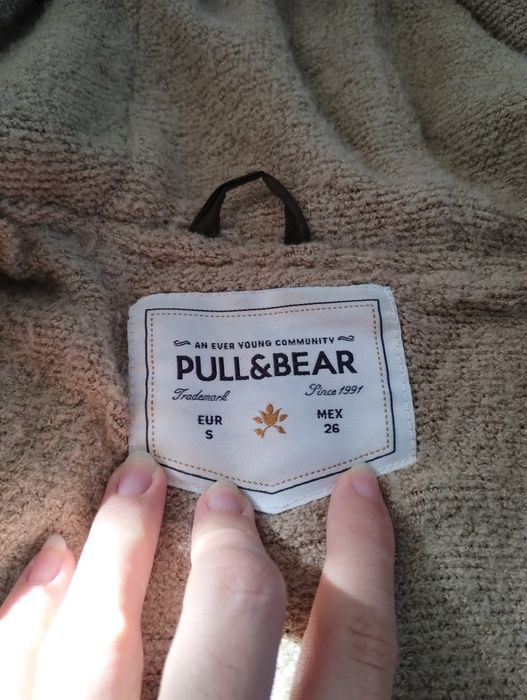 AN EVER YOUNG COMMUNITY
PULL&BEAR
Trademark Since 1991
EUR MEX
S 26